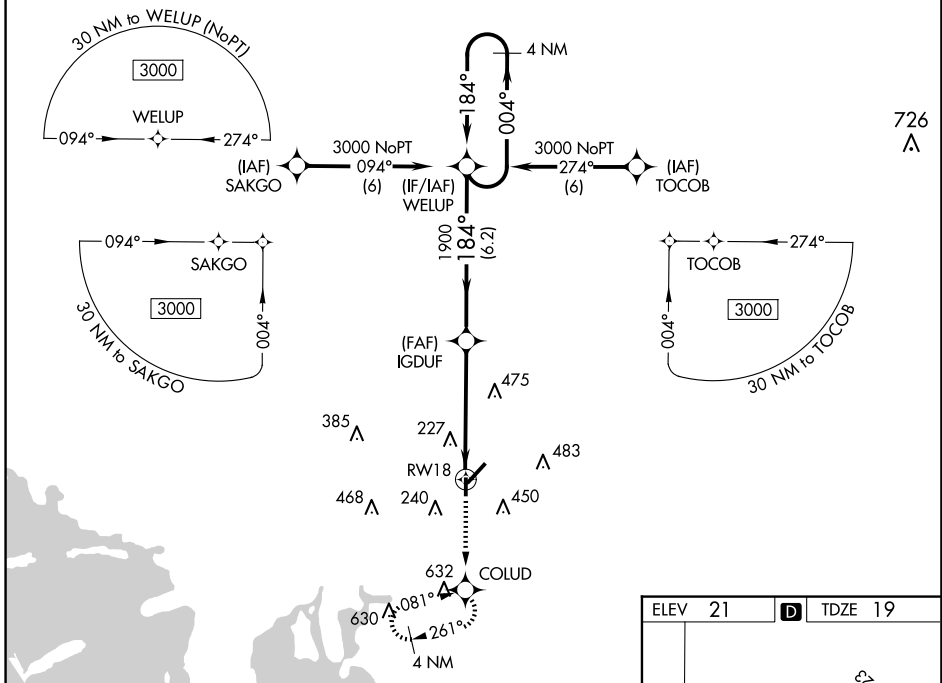 30 NM to WELUP (NoPT)
3000
WELUP
094°
274°
4 NM
184°
004°
726
3000 NoPT
094°
(6)
(IAF)
SAKGO
(IF/IAF)
WELUP
3000 NoPT
274°
(6)
(IAF)
TOCOB
1900
184°
(6.2)
094°
SAKGO
3000
004°
30 NM to SAKGO
274°
TOCOB
3000
004°
30 NM to TOCOB
(FAF)
IGDUF
475
385
227
483
RW18
468
240
450
632
COLUD
630
081°
261°
4 NM
ELEV 21
D
TDZE 19